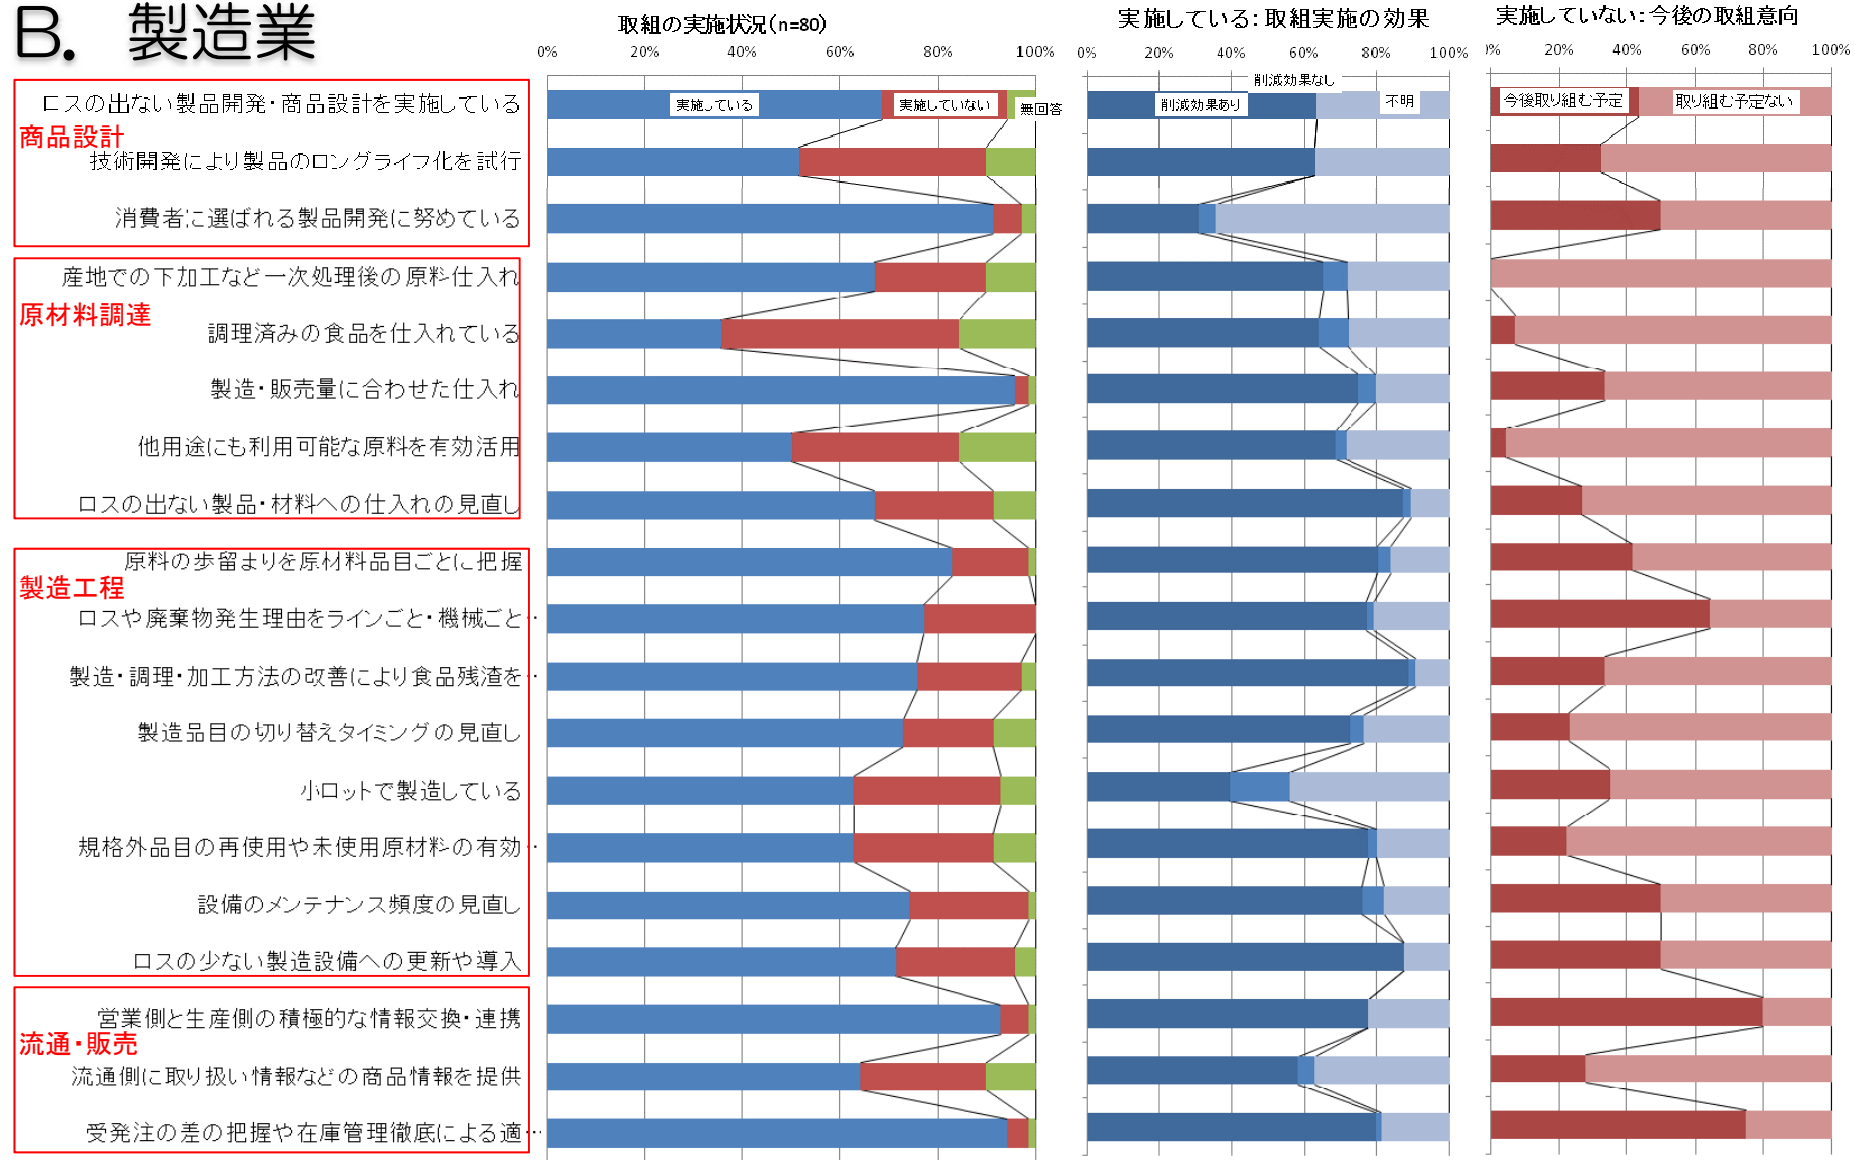 B. 製造業
取組の実施状況(n=80)
実施している:取組実施の効果
実施していない:今後の取組意向
0% 20% 40% 60% 80% 100%
0% 20% 40% 60% 80% 100%
0% 20% 40% 60% 80% 100%
実施している
実施していない
無回答
削減効果あり
削減効果なし
不明
今後取り組む予定
取り組む予定ない
ロスの出ない製品開発・商品設計を実施している
商品設計
技術開発により製品のロングライフ化を試行
消費者に選ばれる製品開発に努めている
産地での下加工など一次処理後の原料仕入れ
原材料調達
調理済みの食品を仕入れている
製造・販売量に合わせた仕入れ
他用途にも利用可能な原料を有効活用
ロスの出ない製品・材料への仕入れの見直し
原料の歩留まりを原材料品目ごとに把握
製造工程
ロスや廃棄物発生理由をラインごと・機械ごと…
製造・調理・加工方法の改善により食品残渣を…
製造品目の切り替えタイミングの見直し
小ロットで製造している
規格外品目の再使用や未使用原材料の有効…
設備のメンテナンス頻度の見直し
ロスの少ない製造設備への更新や導入
営業側と生産側の積極的な情報交換・連携
流通・販売
流通側に取り扱い情報などの商品情報を提供
受発注の差の把握や在庫管理徹底による適…